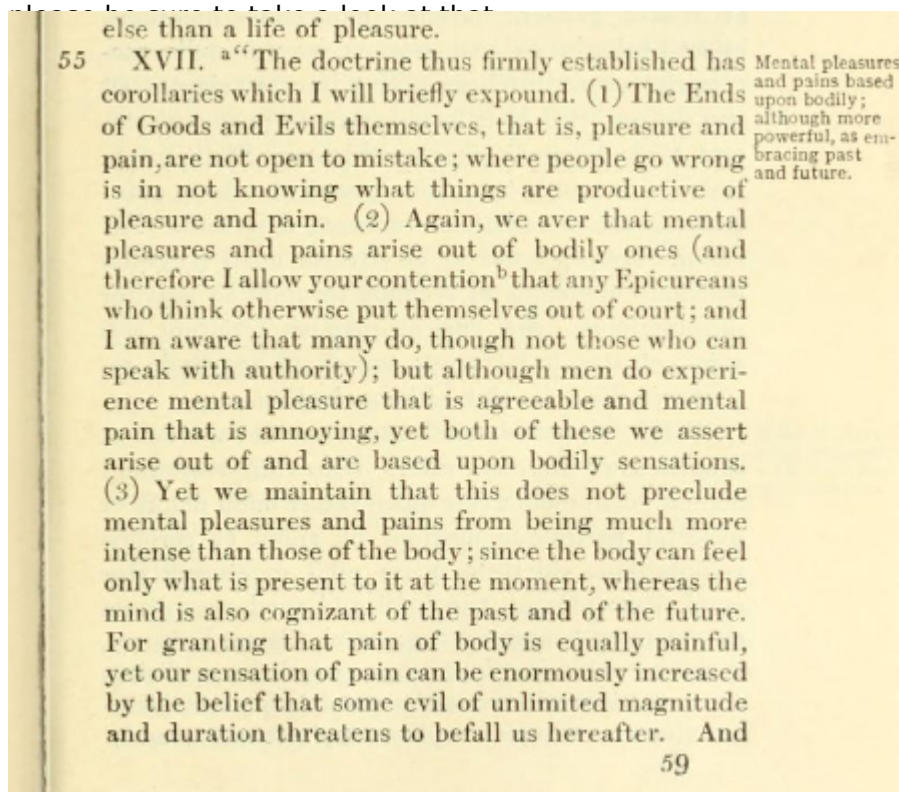 please be sure to take a look at that
else than a life of pleasure.
55 XVII. a“The doctrine thus firmly established has
corollaries which I will briefly expound. (1) The Ends
of Goods and Evils themselves, that is, pleasure and
pain, are not open to mistake; where people go wrong
is in not knowing what things are productive of
pleasure and pain. (2) Again, we aver that mental
pleasures and pains arise out of bodily ones (and
therefore I allow your contentionb that any Epicureans
who think otherwise put themselves out of court; and
I am aware that many do, though not those who can
speak with authority); but although men do experi-
ence mental pleasure that is agreeable and mental
pain that is annoying, yet both of these we assert
arise out of and are based upon bodily sensations.
(3) Yet we maintain that this does not preclude
mental pleasures and pains from being much more
intense than those of the body; since the body can feel
only what is present to it at the moment, whereas the
mind is also cognizant of the past and of the future.
For granting that pain of body is equally painful,
yet our sensation of pain can be enormously increased
by the belief that some evil of unlimited magnitude
and duration threatens to befall us hereafter. And
59
Mental pleasures
and pains based
upon bodily;
although more
powerful, as em-
bracing past
and future.